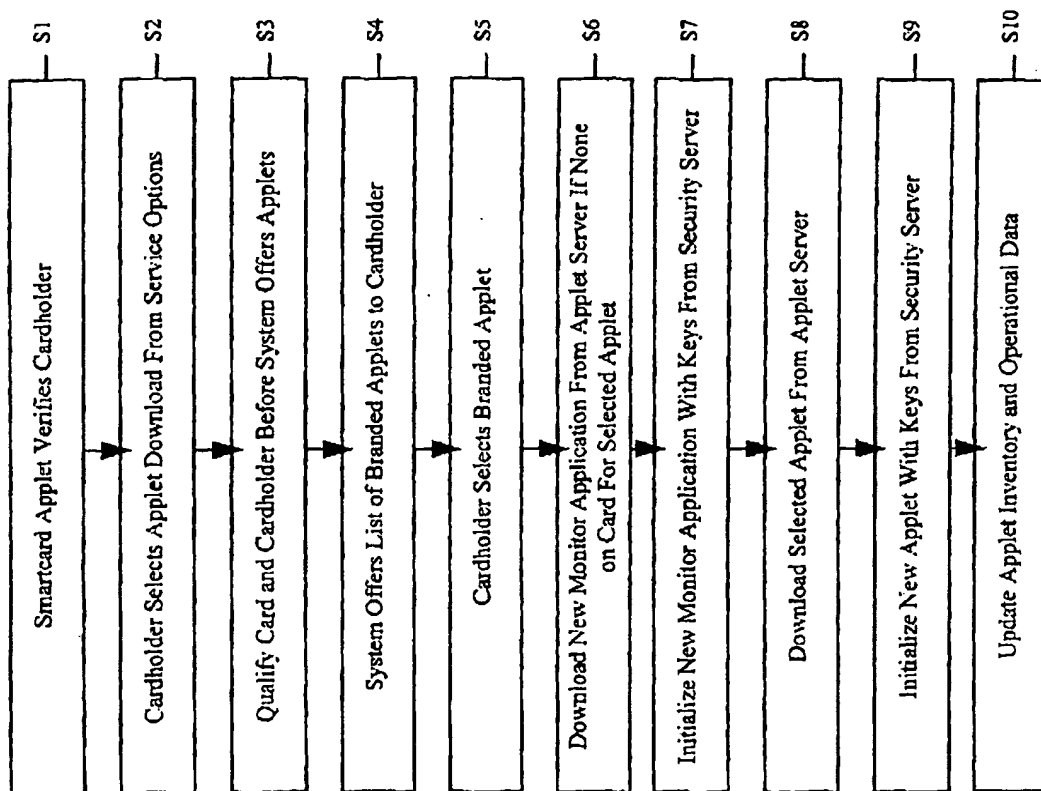 Smartcard Applet Verifies Cardholder
S1
Cardholder Selects Applet Download From Service Options
S2
Qualify Card and Cardholder Before System Offers Applets
S3
System Offers List of Branded Applets to Cardholder
S4
Cardholder Selects Branded Applet
S5
Download New Monitor Application From Applet Server If None
on Card For Selected Applet
S6
Initialize New Monitor Application With Keys From Security Server
S7
Download Selected Applet From Applet Server
S8
Initialize New Applet With Keys From Security Server
S9
Update Applet Inventory and Operational Data
S10